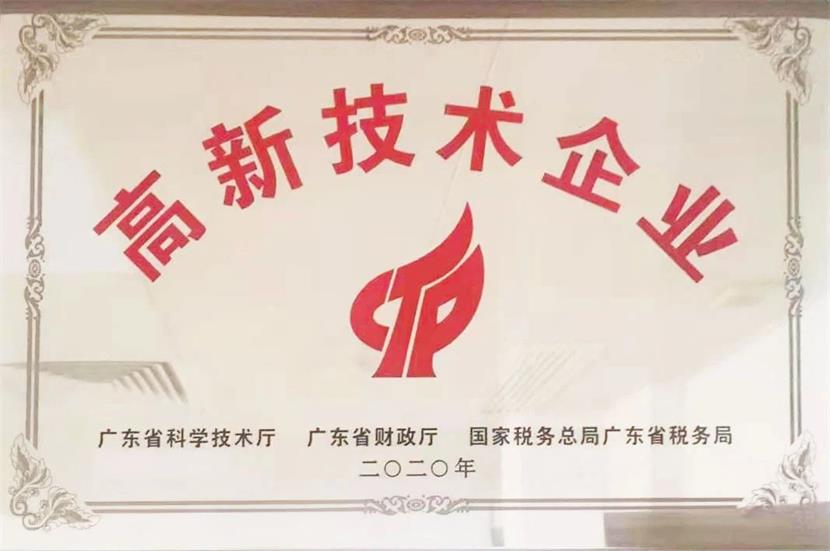 高新技术企业
CTP
广东省科学技术厅 广东省财政厅 国家税务总局广东省税务局
二〇二〇年